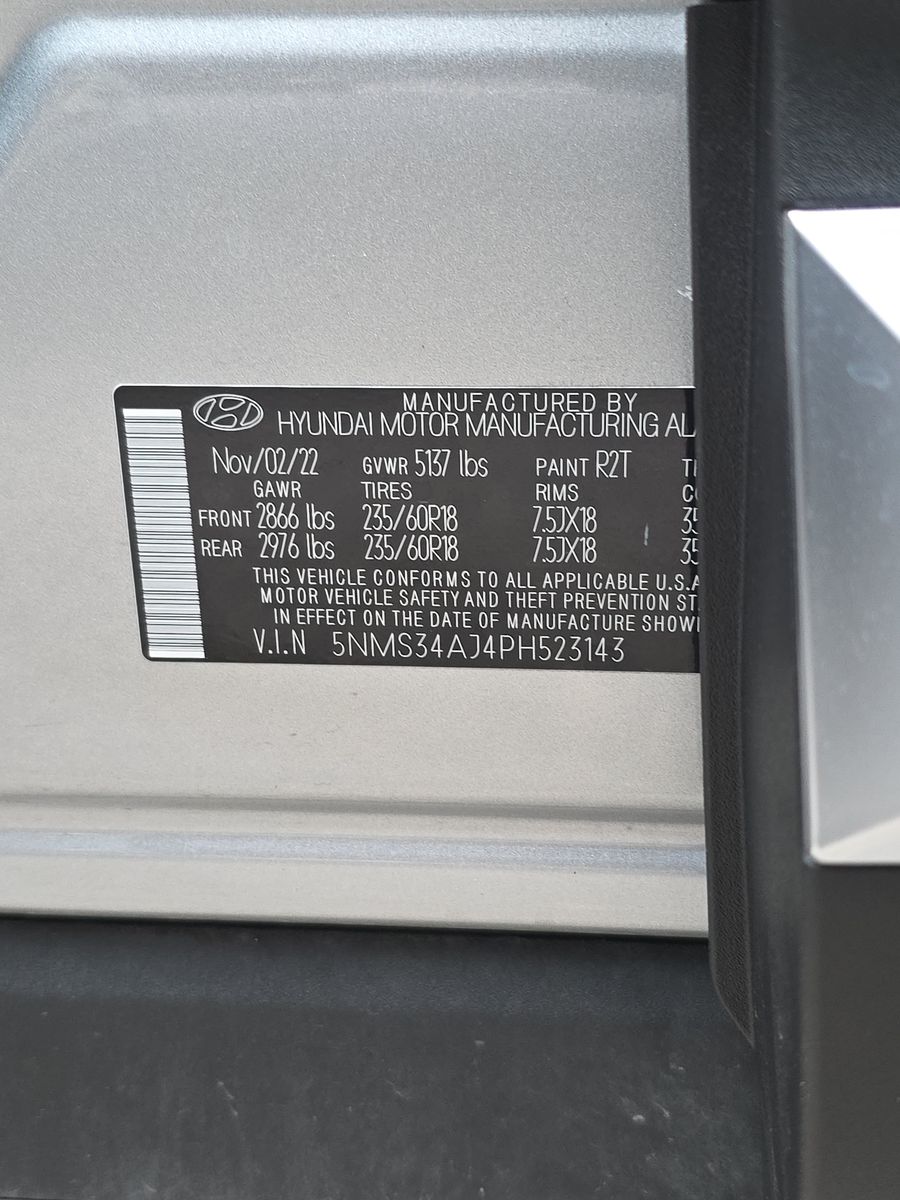 MANUFACTURED BY
HYUNDAI MOTOR MANUFACTURING
Nov/02/22 GVWR 5137 lbs PAINT R2T
GAWR TIRES RIMS
FRONT 2866 lbs 235/60R18 7.5JX18 35
REAR 2976 lbs 235/60R18 7.5JX18 35
THIS VEHICLE CONFORMS TO ALL APPLICABLE U.S.A
MOTOR VEHICLE SAFETY AND THEFT PREVENTION
IN EFFECT ON THE DATE OF MANUFACTURE
V.I.N 5NMS34AJ4PH523143